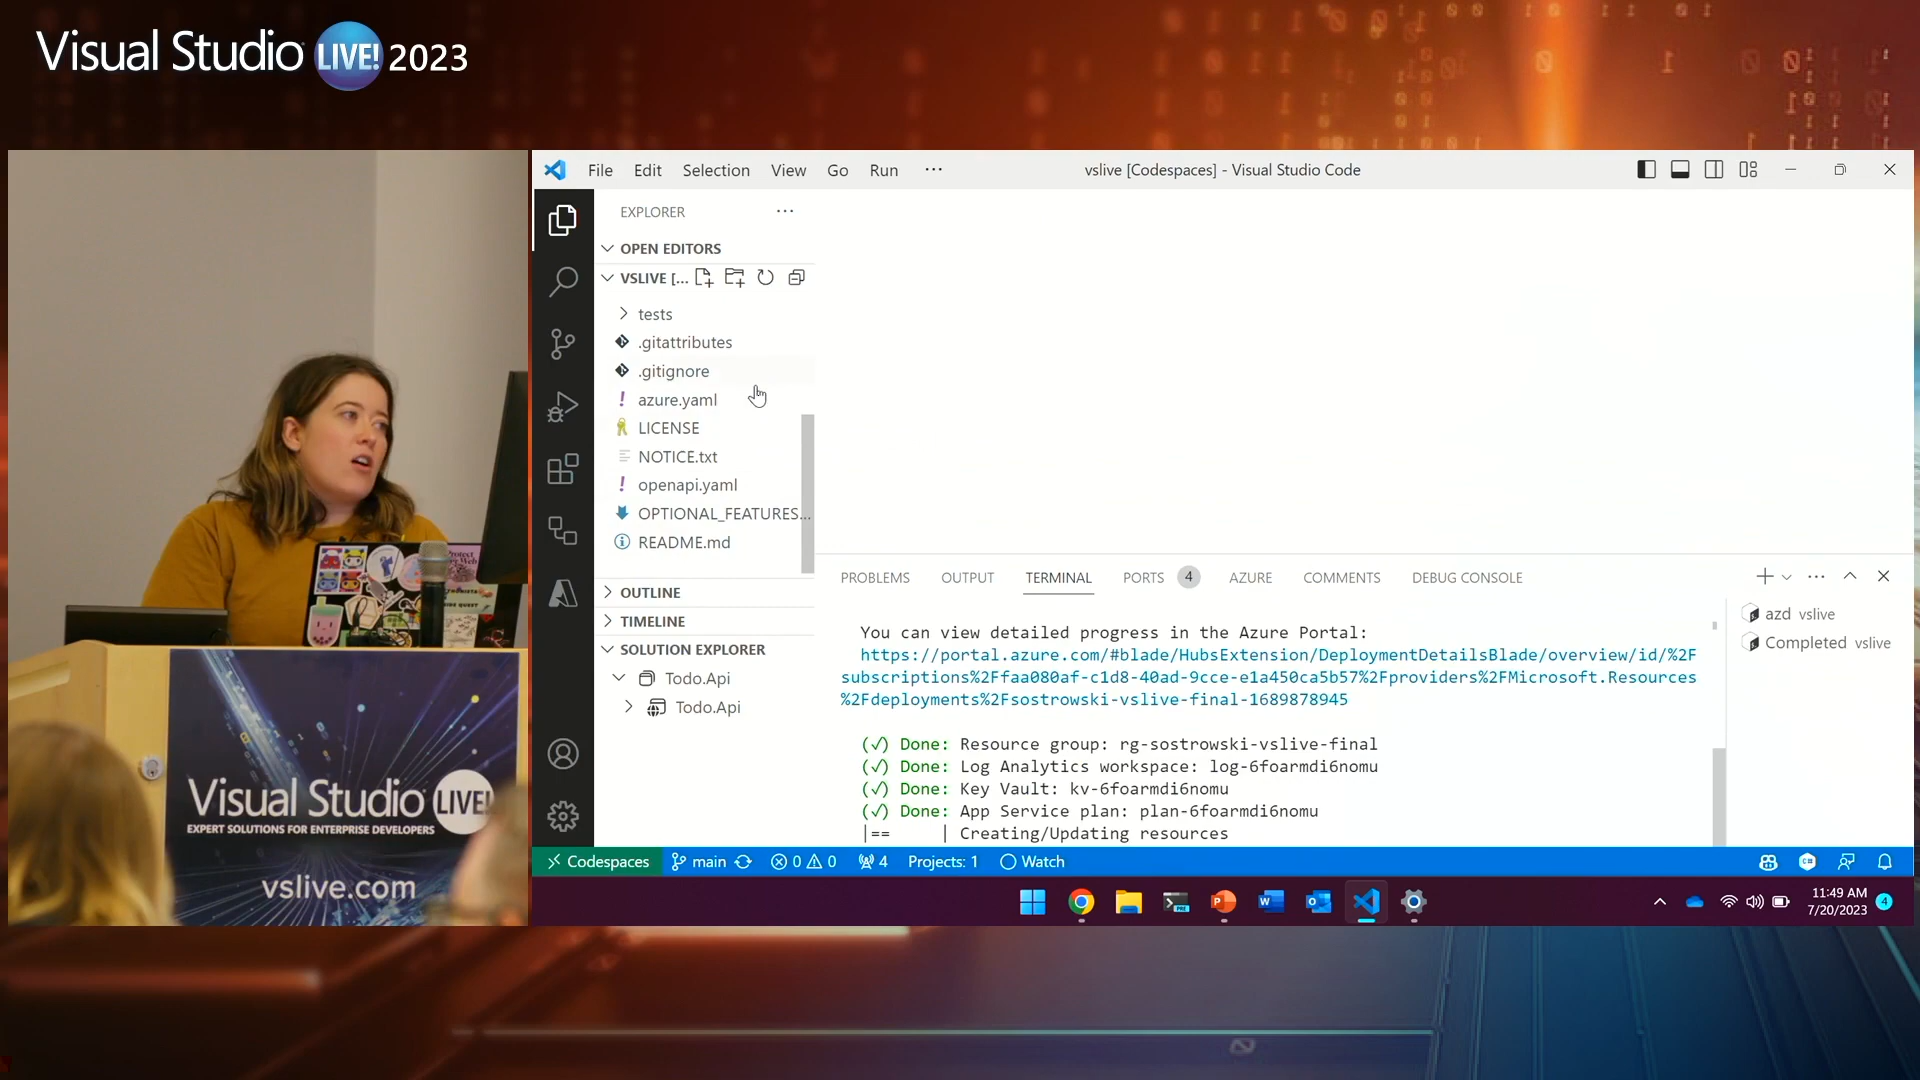 Visual Studio LIVE! 2023
File Edit Selection View Go Run ···
vslive [Codespaces] - Visual Studio Code
EXPLORER ···
OPEN EDITORS
VSLIVE [...
tests
.gitattributes
.gitignore
azure.yaml
LICENSE
NOTICE.txt
openapi.yaml
OPTIONAL_FEATURES...
README.md
OUTLINE
TIMELINE
SOLUTION EXPLORER
Todo.Api
Todo.Api
PROBLEMS OUTPUT TERMINAL PORTS 4 AZURE COMMENTS DEBUG CONSOLE
You can view detailed progress in the Azure Portal:
https://portal.azure.com/#blade/HubsExtension/DeploymentDetailsBlade/overview/id/%2F
subscriptions%2Ffaa080af-c1d8-40ad-9cce-e1a450ca5b57%2Fproviders%2FMicrosoft.Resources
%2Fdeployments%2Fsostrowski-vslive-final-1689878945
(✓) Done: Resource group: rg-sostrowski-vslive-final
(✓) Done: Log Analytics workspace: log-6foarmdi6nomu
(✓) Done: Key Vault: kv-6foarmdi6nomu
(✓) Done: App Service plan: plan-6foarmdi6nomu
|==     | Creating/Updating resources
azd vslive
Completed vslive
Codespaces main 0 0 4 Projects: 1 Watch
11:49 AM
7/20/2023 4
Visual Studio LIVE!
EXPERT SOLUTIONS FOR ENTERPRISE DEVELOPERS
vslive.com